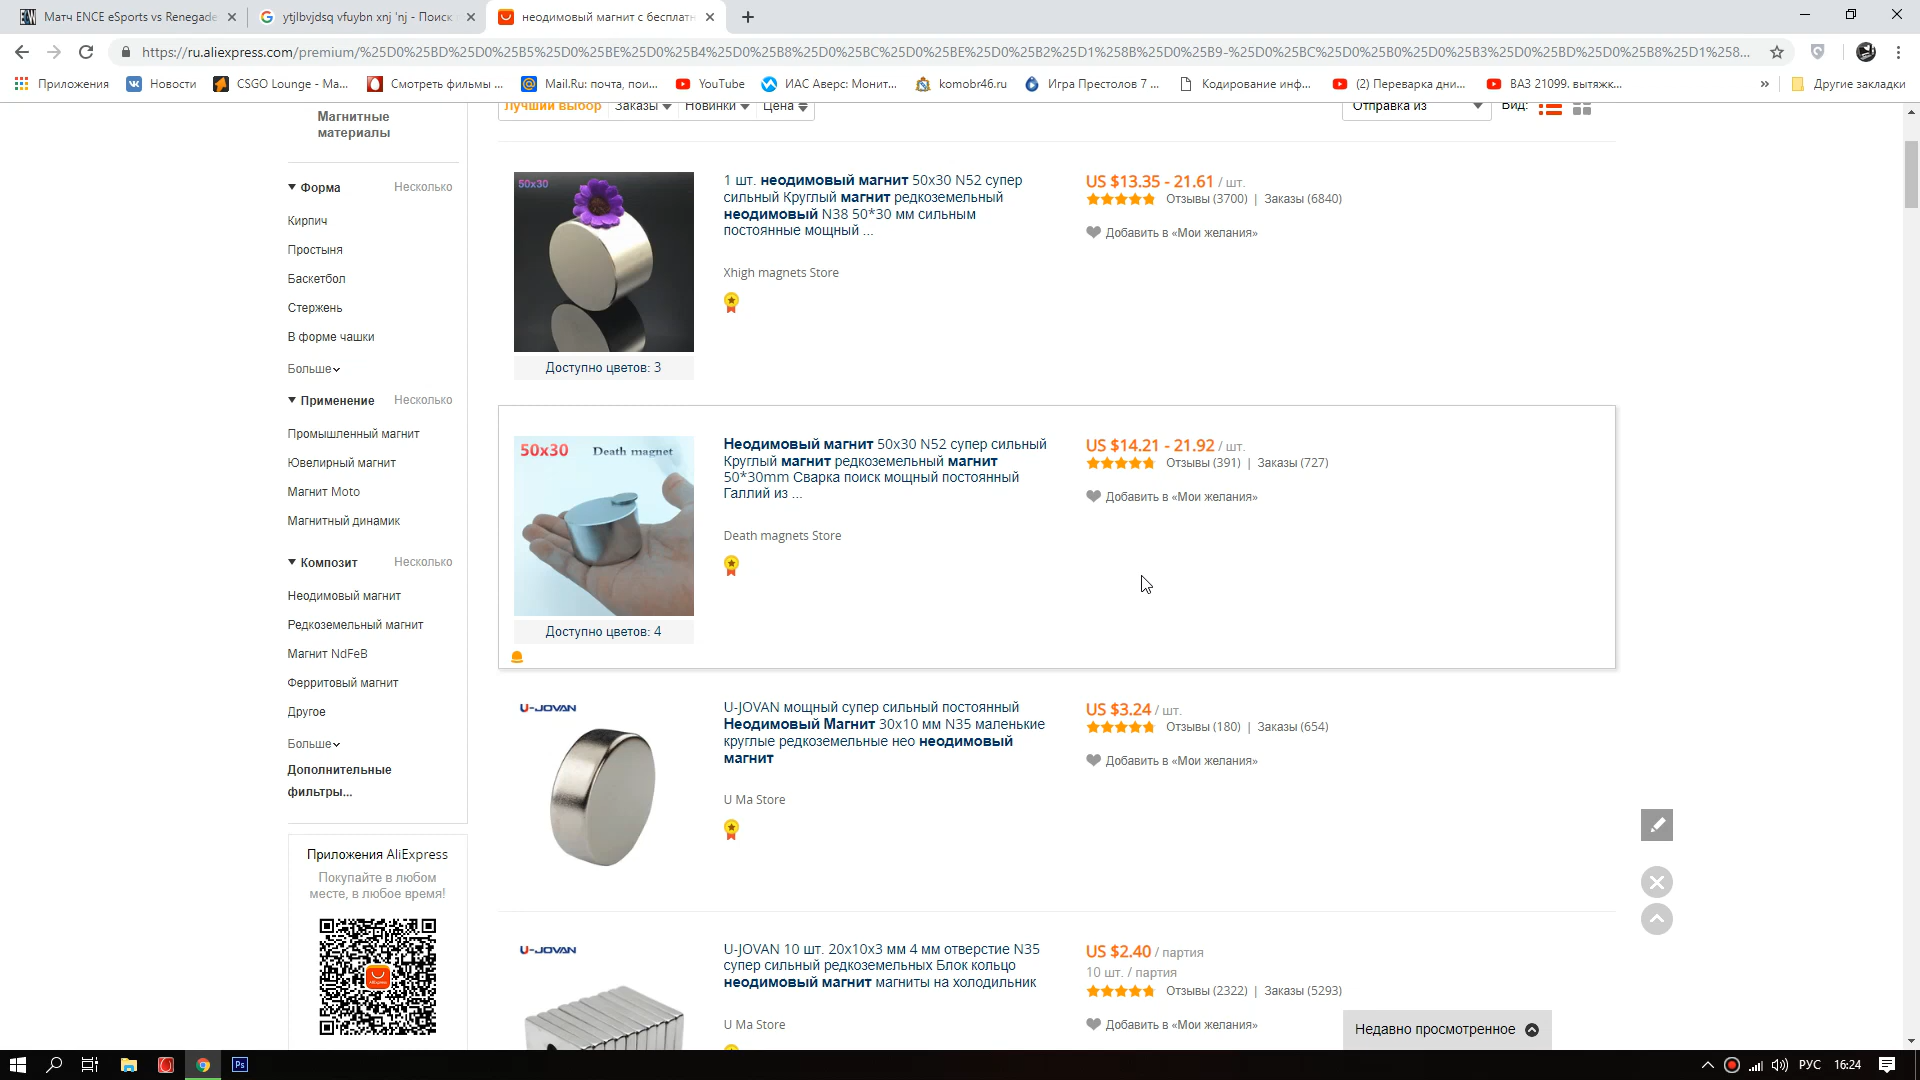 Матч ENCE eSports vs Renegade
ytjlbvjdsq vfuybn xnj 'nj - Поиск
неодимовый магнит с бесплатн
https://ru.aliexpress.com/premium/%25D0%25BD%25D0%25B5%25D0%25BE%25D0%25B4%25D0%25B8%25D0%25BC%25D0%25BE%25D0%25B2%25D1%258B%25D0%25B9-%25D0%25BC%25D0%25B0%25D0%25B3%25D0%25BD%25D0%25B8%25D1%258...
Приложения
Новости
CSGO Lounge - Ma...
Смотреть фильмы ...
Mail.Ru: почта, пои...
YouTube
ИАС Аверс: Монит...
komobr46.ru
Игра Престолов 7 ...
Кодирование инф...
(2) Переварка дни...
ВАЗ 21099. вытяжк...
»
Другие закладки
Лучший выбор
Заказы
Новинки
Цена
Отправка из
Вид:
Магнитные
материалы
Форма
Несколько
Кирпич
Простыня
Баскетбол
Стержень
В форме чашки
Больше
Применение
Несколько
Промышленный магнит
Ювелирный магнит
Магнит Moto
Магнитный динамик
Композит
Несколько
Неодимовый магнит
Редкоземельный магнит
Магнит NdFeB
Ферритовый магнит
Другое
Больше
Дополнительные
фильтры...
Приложения AliExpress
Покупайте в любом
месте, в любое время!
50x30
Доступно цветов: 3
1 шт. неодимовый магнит 50x30 N52 супер
сильный Круглый магнит редкоземельный
неодимовый N38 50*30 мм сильным
постоянные мощный ...
Xhigh magnets Store
US $13.35 - 21.61 / шт.
Отзывы (3700) | Заказы (6840)
Добавить в «Мои желания»
50x30
Death magnet
Доступно цветов: 4
Неодимовый магнит 50x30 N52 супер сильный
Круглый магнит редкоземельный магнит
50*30mm Сварка поиск мощный постоянный
Галлий из ...
Death magnets Store
US $14.21 - 21.92 / шт.
Отзывы (391) | Заказы (727)
Добавить в «Мои желания»
U-JOVAN
U-JOVAN мощный супер сильный постоянный
Неодимовый Магнит 30x10 мм N35 маленькие
круглые редкоземельные нео неодимовый
магнит
U Ma Store
US $3.24 / шт.
Отзывы (180) | Заказы (654)
Добавить в «Мои желания»
U-JOVAN
U-JOVAN 10 шт. 20x10x3 мм 4 мм отверстие N35
супер сильный редкоземельных Блок кольцо
неодимовый магнит магниты на холодильник
U Ma Store
US $2.40 / партия
10 шт. / партия
Отзывы (2322) | Заказы (5293)
Добавить в «Мои желания»
Недавно просмотренное
Ps
РУС
16:24